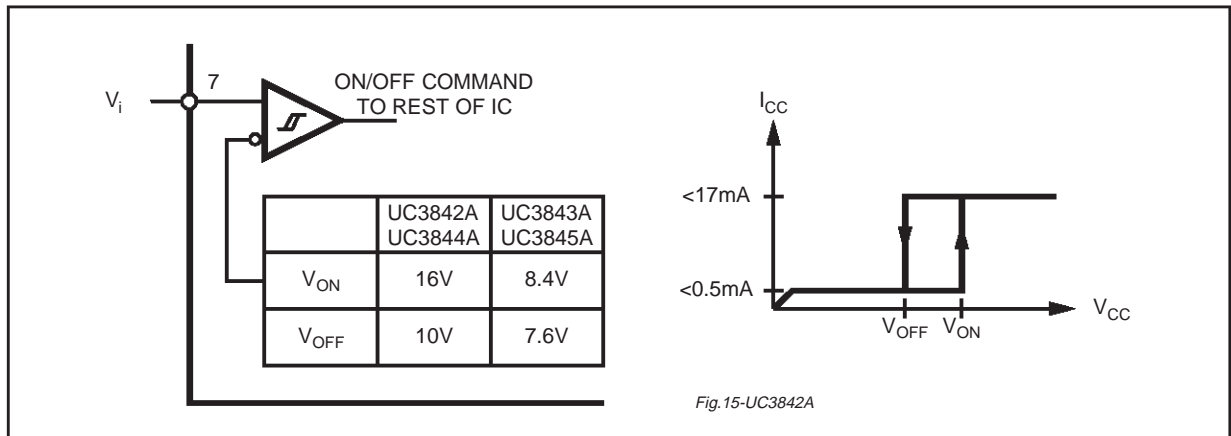 7
V_i
ON/OFF COMMAND
TO REST OF IC
UC3842A UC3843A
UC3844A UC3845A
V_ON 16V 8.4V
V_OFF 10V 7.6V
I_CC
<17mA
<0.5mA
V_OFF V_ON
V_CC
Fig.15-UC3842A